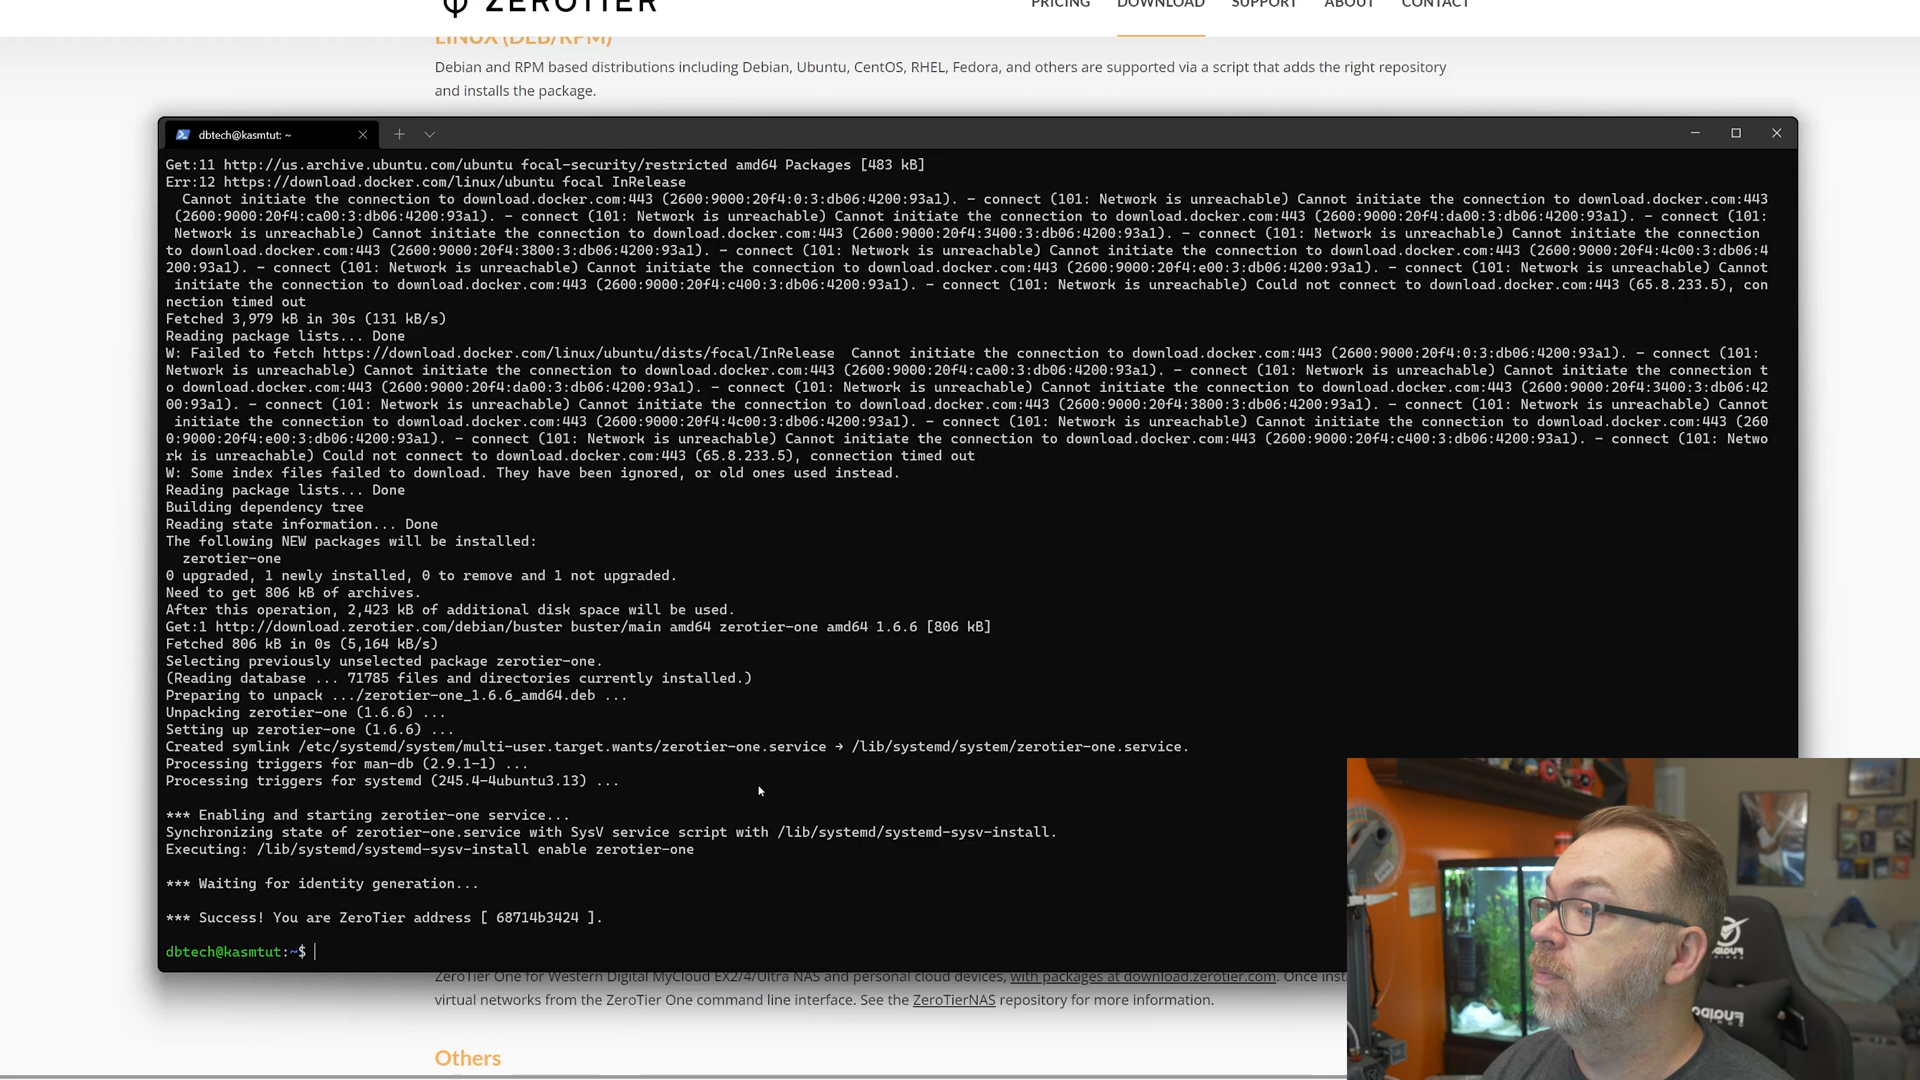 ZEROTIER
PRICING DOWNLOAD SUPPORT ABOUT CONTACT
LINUX (DEB/RPM)
Debian and RPM based distributions including Debian, Ubuntu, CentOS, RHEL, Fedora, and others are supported via a script that adds the right repository
and installs the package.
dbtech@kasmtut: ~
Get:11 http://us.archive.ubuntu.com/ubuntu focal-security/restricted amd64 Packages [483 kB]
Err:12 https://download.docker.com/linux/ubuntu focal InRelease
Cannot initiate the connection to download.docker.com:443 (2600:9000:20f4:0:3:db06:4200:93a1). - connect (101: Network is unreachable) Cannot initiate the connection to download.docker.com:443
(2600:9000:20f4:ca00:3:db06:4200:93a1). - connect (101: Network is unreachable) Cannot initiate the connection to download.docker.com:443 (2600:9000:20f4:da00:3:db06:4200:93a1). - connect (101:
Network is unreachable) Cannot initiate the connection to download.docker.com:443 (2600:9000:20f4:3400:3:db06:4200:93a1). - connect (101: Network is unreachable) Cannot initiate the connection
to download.docker.com:443 (2600:9000:20f4:3800:3:db06:4200:93a1). - connect (101: Network is unreachable) Cannot initiate the connection to download.docker.com:443 (2600:9000:20f4:4c00:3:db06:4
200:93a1). - connect (101: Network is unreachable) Cannot initiate the connection to download.docker.com:443 (2600:9000:20f4:e00:3:db06:4200:93a1). - connect (101: Network is unreachable) Cannot
initiate the connection to download.docker.com:443 (2600:9000:20f4:c400:3:db06:4200:93a1). - connect (101: Network is unreachable) Could not connect to download.docker.com:443 (65.8.233.5), con
nection timed out
Fetched 3,979 kB in 30s (131 kB/s)
Reading package lists... Done
W: Failed to fetch https://download.docker.com/linux/ubuntu/dists/focal/InRelease  Cannot initiate the connection to download.docker.com:443 (2600:9000:20f4:0:3:db06:4200:93a1). - connect (101:
Network is unreachable) Cannot initiate the connection to download.docker.com:443 (2600:9000:20f4:ca00:3:db06:4200:93a1). - connect (101: Network is unreachable) Cannot initiate the connection t
o download.docker.com:443 (2600:9000:20f4:da00:3:db06:4200:93a1). - connect (101: Network is unreachable) Cannot initiate the connection to download.docker.com:443 (2600:9000:20f4:3400:3:db06:42
00:93a1). - connect (101: Network is unreachable) Cannot initiate the connection to download.docker.com:443 (2600:9000:20f4:3800:3:db06:4200:93a1). - connect (101: Network is unreachable) Cannot
initiate the connection to download.docker.com:443 (2600:9000:20f4:4c00:3:db06:4200:93a1). - connect (101: Network is unreachable) Cannot initiate the connection to download.docker.com:443 (260
0:9000:20f4:e00:3:db06:4200:93a1). - connect (101: Network is unreachable) Cannot initiate the connection to download.docker.com:443 (2600:9000:20f4:c400:3:db06:4200:93a1). - connect (101: Netwo
rk is unreachable) Could not connect to download.docker.com:443 (65.8.233.5), connection timed out
W: Some index files failed to download. They have been ignored, or old ones used instead.
Reading package lists... Done
Building dependency tree
Reading state information... Done
The following NEW packages will be installed:
zerotier-one
0 upgraded, 1 newly installed, 0 to remove and 1 not upgraded.
Need to get 806 kB of archives.
After this operation, 2,423 kB of additional disk space will be used.
Get:1 http://download.zerotier.com/debian/buster buster/main amd64 zerotier-one amd64 1.6.6 [806 kB]
Fetched 806 kB in 0s (5,164 kB/s)
Selecting previously unselected package zerotier-one.
(Reading database ... 71785 files and directories currently installed.)
Preparing to unpack .../zerotier-one_1.6.6_amd64.deb ...
Unpacking zerotier-one (1.6.6) ...
Setting up zerotier-one (1.6.6) ...
Created symlink /etc/systemd/system/multi-user.target.wants/zerotier-one.service → /lib/systemd/system/zerotier-one.service.
Processing triggers for man-db (2.9.1-1) ...
Processing triggers for systemd (245.4-4ubuntu3.13) ...
*** Enabling and starting zerotier-one service...
Synchronizing state of zerotier-one.service with SysV service script with /lib/systemd/systemd-sysv-install.
Executing: /lib/systemd/systemd-sysv-install enable zerotier-one
*** Waiting for identity generation...
*** Success! You are ZeroTier address [ 68714b3424 ].
dbtech@kasmtut:~$
ZeroTier One for Western Digital MyCloud EX2/4/Ultra NAS and personal cloud devices, with packages at download.zerotier.com. Once inst
virtual networks from the ZeroTier One command line interface. See the ZeroTierNAS repository for more information.
Others